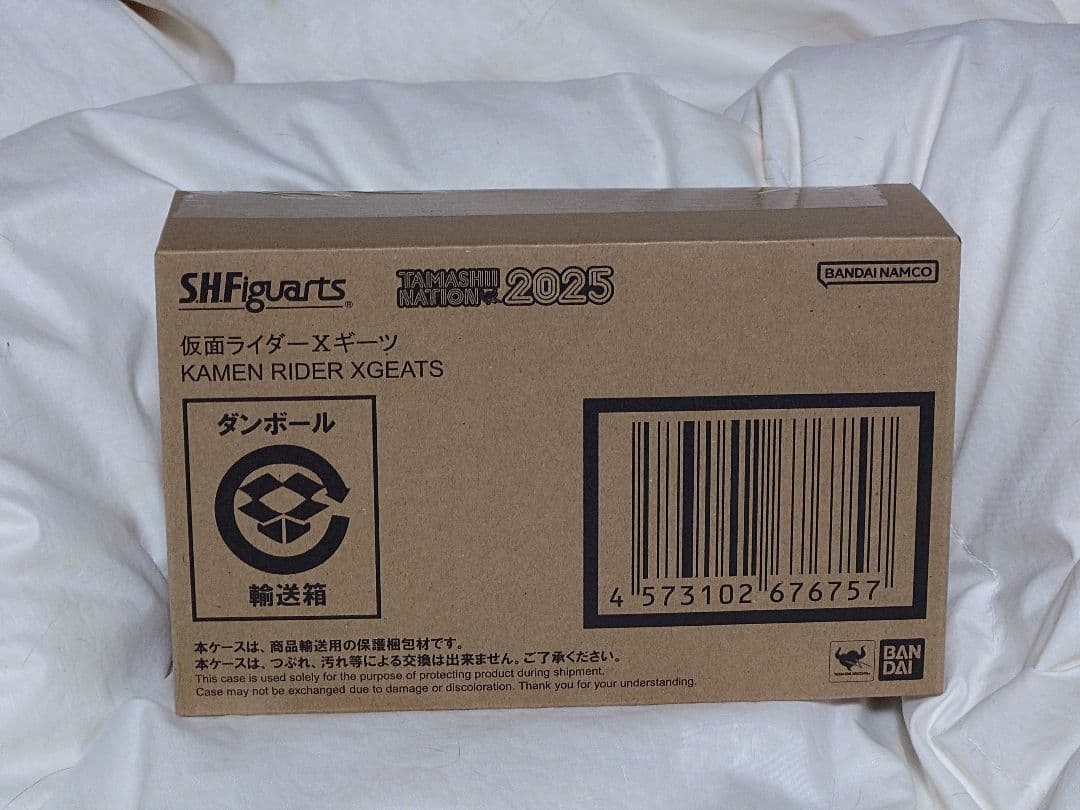 S.H.Figuarts®
TAMASHII NATION 2025
BANDAI NAMCO
仮面ライダーXギーツ
KAMEN RIDER XGEATS
ダンボール
輸送箱
4 573102 676757
本ケースは、商品輸送用の保護梱包材です。
本ケースは、つぶれ、汚れ等による交換は出来ません。ご了承ください。
This case is used solely for the purpose of protecting product during shipment.
Case may not be exchanged due to damage or discoloration. Thank you for your understanding.
BAN
DAI